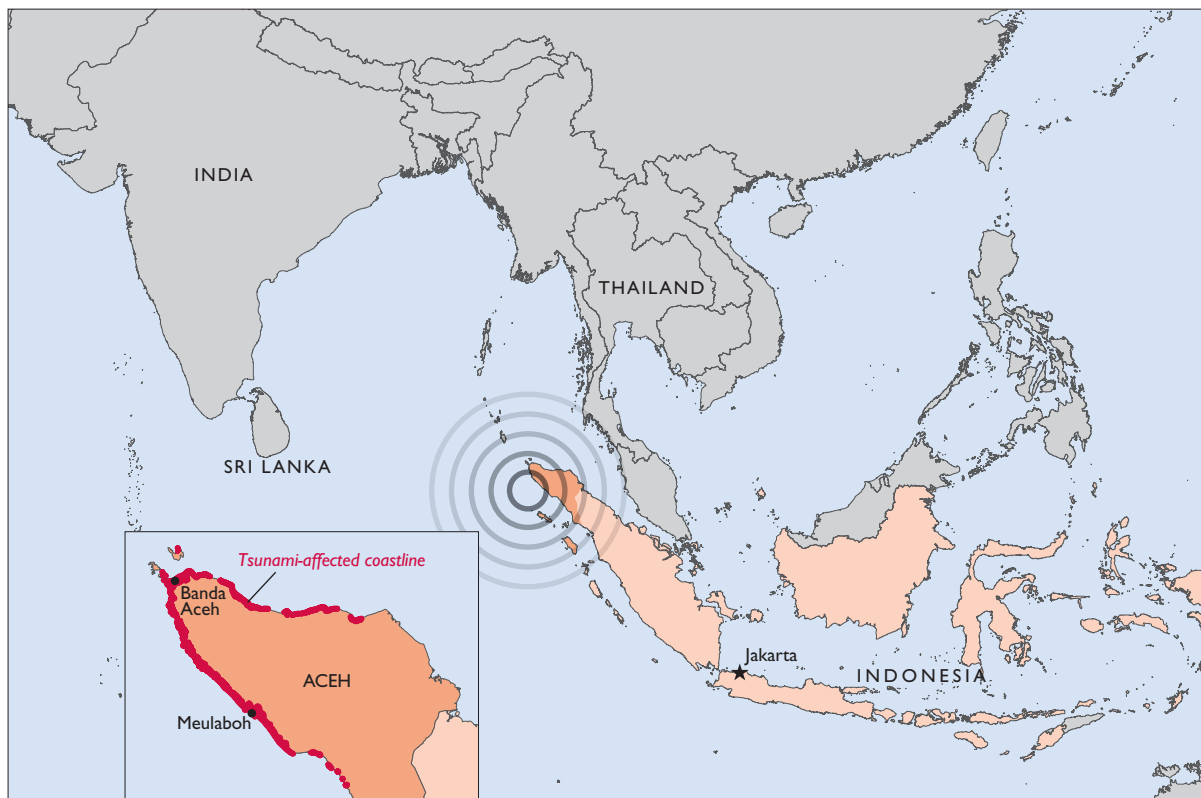 INDIA
THAILAND
SRI LANKA
Tsunami-affected coastline
Banda
Aceh
ACEH
Meulaboh
Jakarta
INDONESIA